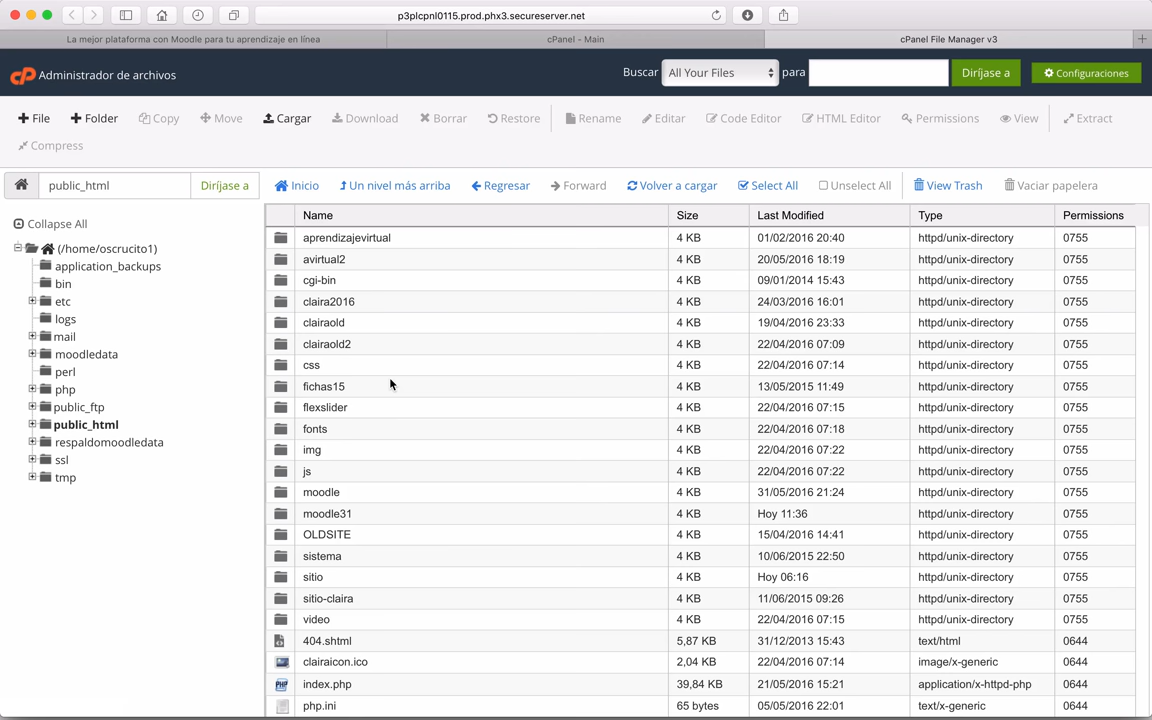 p3plcpnl0115.prod.phx3.secureserver.net
La mejor plataforma con Moodle para tu aprendizaje en línea
cPanel - Main
cPanel File Manager v3
cP Administrador de archivos
Buscar All Your Files para Diríjase a Configuraciones
File Folder Copy Move Cargar Download Borrar Restore Rename Editar Code Editor HTML Editor Permissions View Extract
Compress
public_html Diríjase a Inicio Un nivel más arriba Regresar Forward Volver a cargar Select All Unselect All View Trash Vaciar papelera
Collapse All
(/home/oscrucito1)
application_backups
bin
etc
logs
mail
moodledata
perl
php
public_ftp
public_html
respaldomoodledata
ssl
tmp
Name Size Last Modified Type Permissions
aprendizajevirtual 4 KB 01/02/2016 20:40 httpd/unix-directory 0755
avirtual2 4 KB 20/05/2016 18:19 httpd/unix-directory 0755
cgi-bin 4 KB 09/01/2014 15:43 httpd/unix-directory 0755
claira2016 4 KB 24/03/2016 16:01 httpd/unix-directory 0755
clairaold 4 KB 19/04/2016 23:33 httpd/unix-directory 0755
clairaold2 4 KB 22/04/2016 07:09 httpd/unix-directory 0755
css 4 KB 22/04/2016 07:14 httpd/unix-directory 0755
fichas15 4 KB 13/05/2015 11:49 httpd/unix-directory 0755
flexslider 4 KB 22/04/2016 07:15 httpd/unix-directory 0755
fonts 4 KB 22/04/2016 07:18 httpd/unix-directory 0755
img 4 KB 22/04/2016 07:22 httpd/unix-directory 0755
js 4 KB 22/04/2016 07:22 httpd/unix-directory 0755
moodle 4 KB 31/05/2016 21:24 httpd/unix-directory 0755
moodle31 4 KB Hoy 11:36 httpd/unix-directory 0755
OLDSITE 4 KB 15/04/2016 14:41 httpd/unix-directory 0755
sistema 4 KB 10/06/2015 22:50 httpd/unix-directory 0755
sitio 4 KB Hoy 06:16 httpd/unix-directory 0755
sitio-claira 4 KB 11/06/2015 09:26 httpd/unix-directory 0755
video 4 KB 22/04/2016 07:15 httpd/unix-directory 0755
404.shtml 5,87 KB 31/12/2013 15:43 text/html 0644
clairaicon.ico 2,04 KB 22/04/2016 07:14 image/x-generic 0644
index.php 39,84 KB 21/05/2016 15:21 application/x-httpd-php 0644
php.ini 65 bytes 05/05/2016 22:01 text/x-generic 0644